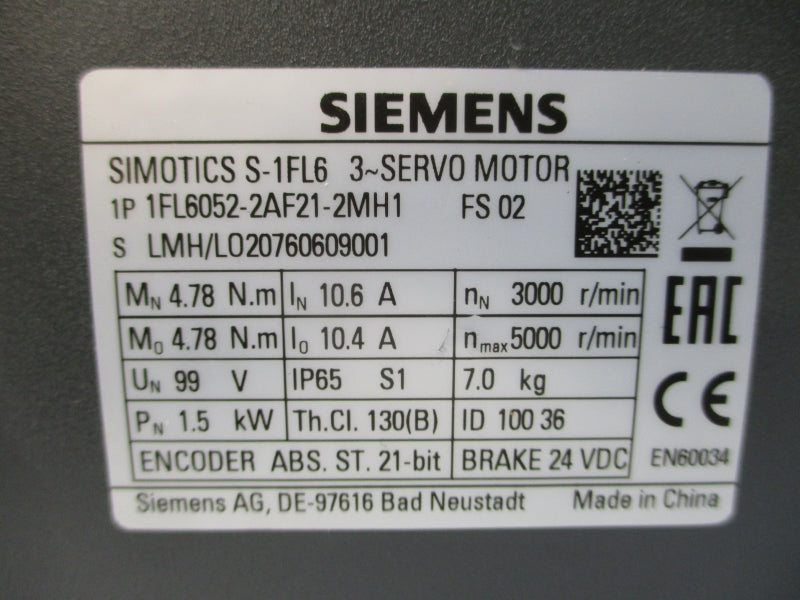 SIEMENS
SIMOTICS S-1FL6 3~SERVO MOTOR
1P 1FL6052-2AF21-2MH1 FS 02
S LMH/LO20760609001
MN 4.78 N.m IN 10.6 A nN 3000 r/min
M0 4.78 N.m I0 10.4 A nmax 5000 r/min
UN 99 V IP65 S1 7.0 kg
PN 1.5 kW Th.Cl. 130(B) ID 100 36
ENCODER ABS. ST. 21-bit BRAKE 24 VDC
EAC
CE
EN60034
Siemens AG, DE-97616 Bad Neustadt Made in China